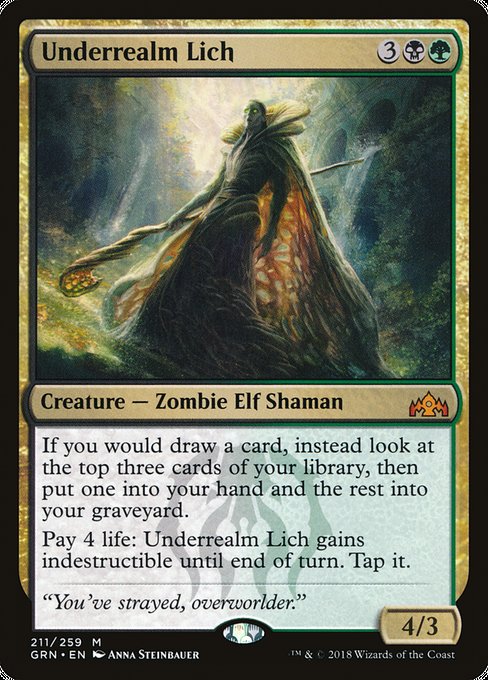 Underrealm Lich 3
Creature — Zombie Elf Shaman
If you would draw a card, instead look at
the top three cards of your library, then
put one into your hand and the rest into
your graveyard.
Pay 4 life: Underrealm Lich gains
indestructible until end of turn. Tap it.
“You’ve strayed, overworlder.”
4/3
211/259 M
GRN • EN Anna Steinbauer
™ & © 2018 Wizards of the Coast